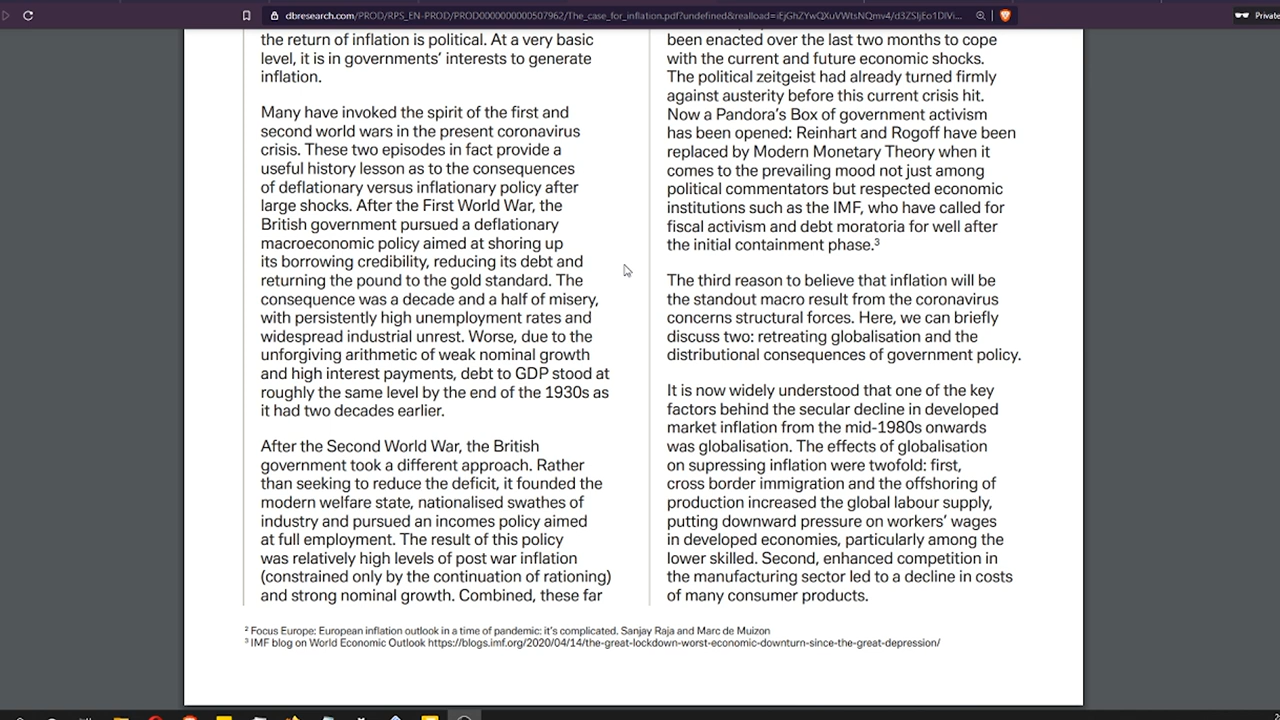 dbresearch.com/PROD/RPS_EN-PROD/PROD0000000000507962/The_case_for_inflation.pdf?undefined&realload=iEjGhZYwQXuVWtsNQmv4/d3ZSIjEo1DIVi...
Private
the return of inflation is political. At a very basic
level, it is in governments' interests to generate
inflation.
Many have invoked the spirit of the first and
second world wars in the present coronavirus
crisis. These two episodes in fact provide a
useful history lesson as to the consequences
of deflationary versus inflationary policy after
large shocks. After the First World War, the
British government pursued a deflationary
macroeconomic policy aimed at shoring up
its borrowing credibility, reducing its debt and
returning the pound to the gold standard. The
consequence was a decade and a half of misery,
with persistently high unemployment rates and
widespread industrial unrest. Worse, due to the
unforgiving arithmetic of weak nominal growth
and high interest payments, debt to GDP stood at
roughly the same level by the end of the 1930s as
it had two decades earlier.
After the Second World War, the British
government took a different approach. Rather
than seeking to reduce the deficit, it founded the
modern welfare state, nationalised swathes of
industry and pursued an incomes policy aimed
at full employment. The result of this policy
was relatively high levels of post war inflation
(constrained only by the continuation of rationing)
and strong nominal growth. Combined, these far
been enacted over the last two months to cope
with the current and future economic shocks.
The political zeitgeist had already turned firmly
against austerity before this current crisis hit.
Now a Pandora's Box of government activism
has been opened: Reinhart and Rogoff have been
replaced by Modern Monetary Theory when it
comes to the prevailing mood not just among
political commentators but respected economic
institutions such as the IMF, who have called for
fiscal activism and debt moratoria for well after
the initial containment phase.³
The third reason to believe that inflation will be
the standout macro result from the coronavirus
concerns structural forces. Here, we can briefly
discuss two: retreating globalisation and the
distributional consequences of government policy.
It is now widely understood that one of the key
factors behind the secular decline in developed
market inflation from the mid-1980s onwards
was globalisation. The effects of globalisation
on supressing inflation were twofold: first,
cross border immigration and the offshoring of
production increased the global labour supply,
putting downward pressure on workers' wages
in developed economies, particularly among the
lower skilled. Second, enhanced competition in
the manufacturing sector led to a decline in costs
of many consumer products.
² Focus Europe: European inflation outlook in a time of pandemic: it's complicated. Sanjay Raja and Marc de Muizon
³ IMF blog on World Economic Outlook https://blogs.imf.org/2020/04/14/the-great-lockdown-worst-economic-downturn-since-the-great-depression/